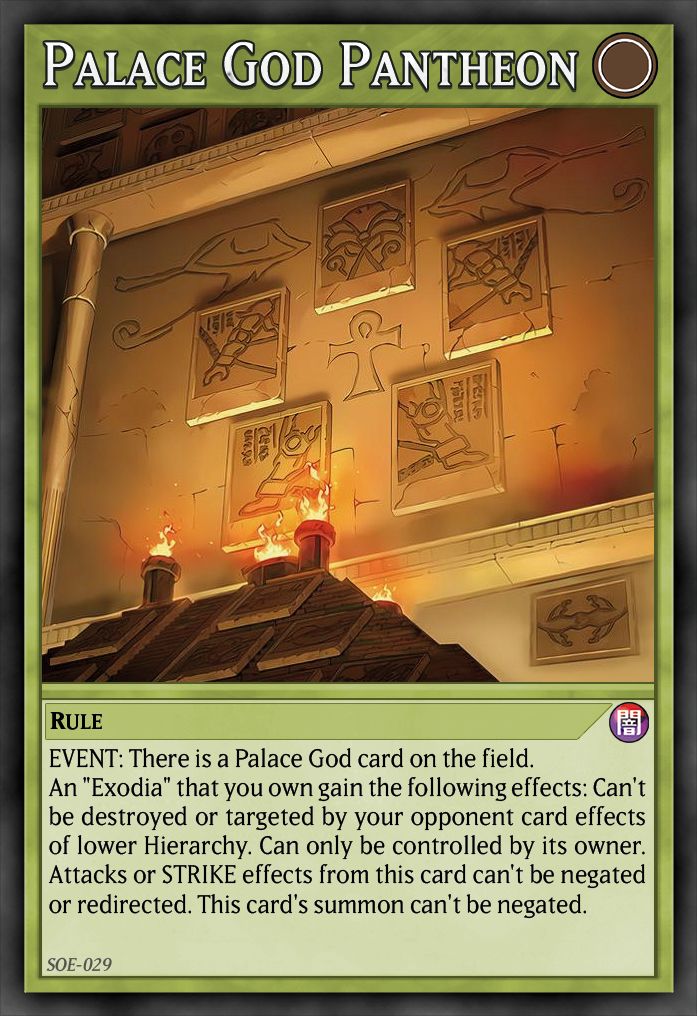 PALACE GOD PANTHEON
RULE
闇
EVENT: There is a Palace God card on the field.
An "Exodia" that you own gain the following effects: Can't
be destroyed or targeted by your opponent card effects
of lower Hierarchy. Can only be controlled by its owner.
Attacks or STRIKE effects from this card can't be negated
or redirected. This card's summon can't be negated.
SOE-029